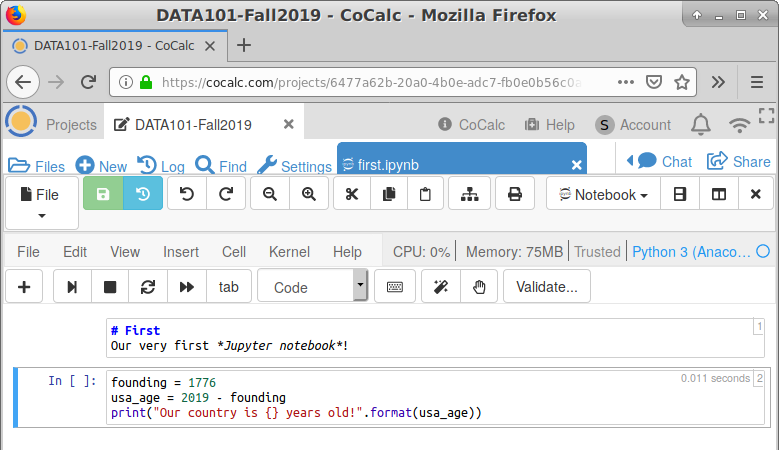 DATA101-Fall2019 - CoCalc - Mozilla Firefox
DATA101-Fall2019 - CoCalc
https://cocalc.com/projects/6477a62b-20a0-4b0e-adc7-fb0e0b56c0a
Projects DATA101-Fall2019 CoCalc Help S Account
Files New Log Find Settings first.ipynb Chat Share
File Notebook
File Edit View Insert Cell Kernel Help CPU: 0% Memory: 75MB Trusted Python 3 (Anaco…
tab Code Validate...
# First 1
Our very first *Jupyter notebook*!
In [ ]: founding = 1776 0.011 seconds 2
usa_age = 2019 - founding
print("Our country is {} years old!".format(usa_age))